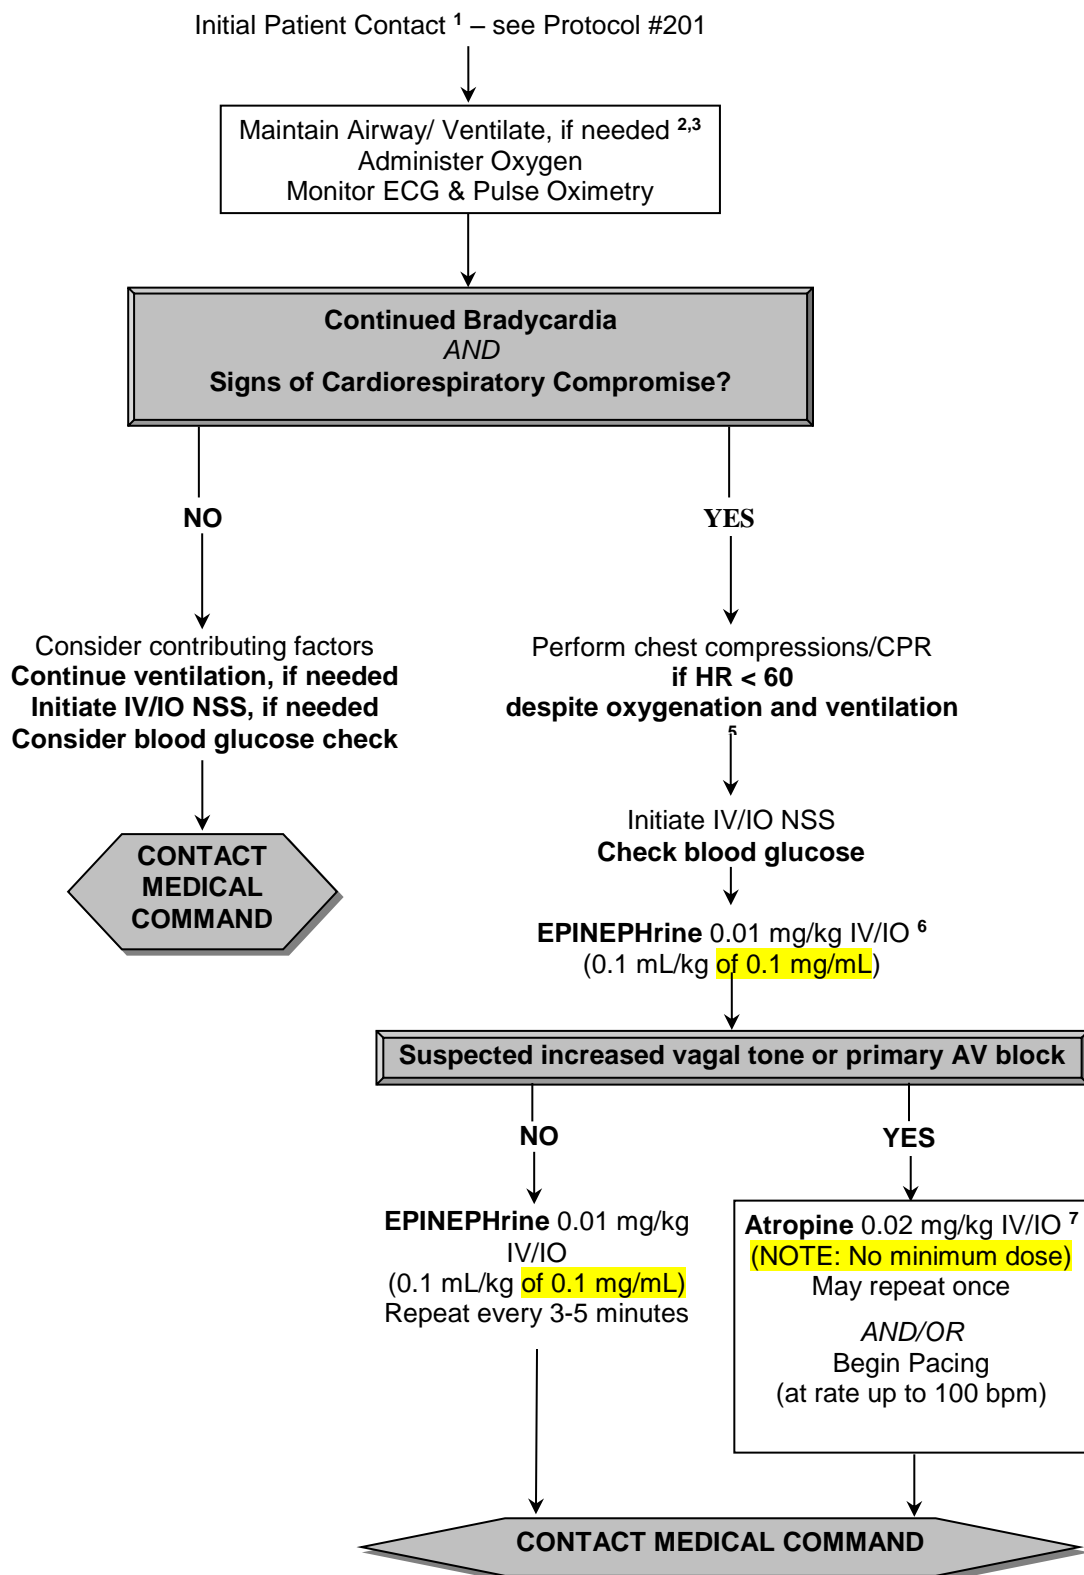 Initial Patient Contact ¹ – see Protocol #201
Maintain Airway/ Ventilate, if needed ²,³
Administer Oxygen
Monitor ECG & Pulse Oximetry
Continued Bradycardia
AND
Signs of Cardiorespiratory Compromise?
NO
Consider contributing factors
Continue ventilation, if needed
Initiate IV/IO NSS, if needed
Consider blood glucose check
CONTACT
MEDICAL
COMMAND
YES
Perform chest compressions/CPR
if HR < 60
despite oxygenation and ventilation
5
Initiate IV/IO NSS
Check blood glucose
EPINEPHrine 0.01 mg/kg IV/IO ⁶
(0.1 mL/kg of 0.1 mg/mL)
Suspected increased vagal tone or primary AV block
NO
EPINEPHrine 0.01 mg/kg
IV/IO
(0.1 mL/kg of 0.1 mg/mL)
Repeat every 3-5 minutes
YES
Atropine 0.02 mg/kg IV/IO ⁷
(NOTE: No minimum dose)
May repeat once
AND/OR
Begin Pacing
(at rate up to 100 bpm)
CONTACT MEDICAL COMMAND